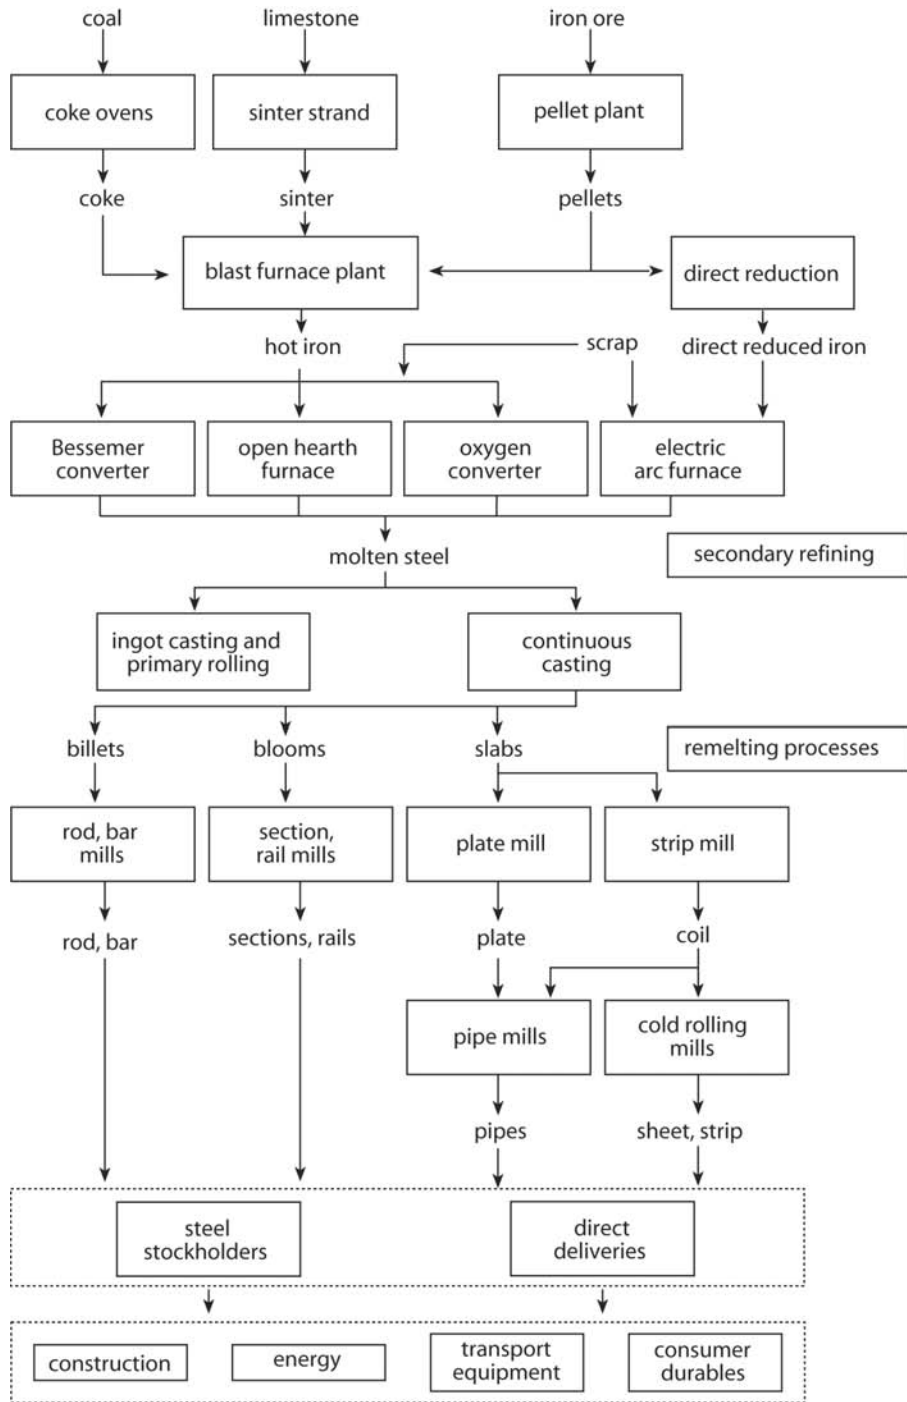 coal
limestone
iron ore
coke ovens
sinter strand
pellet plant
coke
sinter
pellets
blast furnace plant
direct reduction
hot iron
scrap
direct reduced iron
Bessemer
converter
open hearth
furnace
oxygen
converter
electric
arc furnace
molten steel
secondary refining
ingot casting and
primary rolling
continuous
casting
billets
blooms
slabs
remelting processes
rod, bar
mills
section,
rail mills
plate mill
strip mill
rod, bar
sections, rails
plate
coil
pipe mills
cold rolling
mills
pipes
sheet, strip
steel
stockholders
direct
deliveries
construction
energy
transport
equipment
consumer
durables